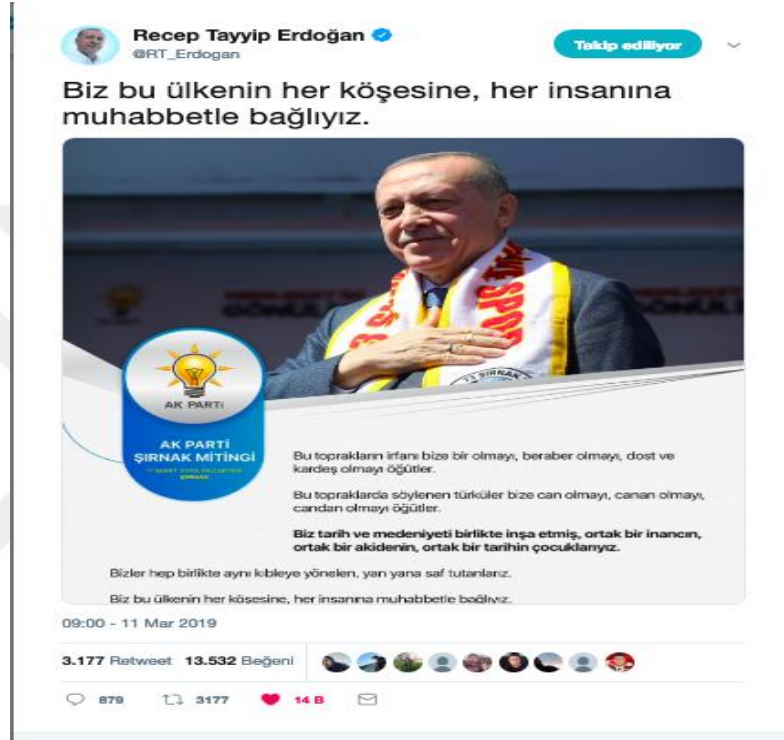 Recep Tayyip Erdoğan
@RT_Erdogan
Takip ediliyor
Biz bu ülkenin her köşesine, her insanına
muhabbetle bağlıyız.
ŞIRNAK
AK PARTİ
AK PARTİ
ŞIRNAK MİTİNGİ
Bu toprakların irfanı bize bir olmayı, beraber olmayı, dost ve
kardeş olmayı öğütler.
Bu topraklarda söylenen türküler bize can olmayı, canan olmayı,
candan olmayı öğütler.
Biz tarih ve medeniyeti birlikte inşa etmiş, ortak bir inancın,
ortak bir akidenin, ortak bir tarihin çocuklarıyız.
Bizler hep birlikte aynı kıbleye yönelen, yan yana saf tutanlarız.
Biz bu ülkenin her köşesine, her insanına muhabbetle bağlıyız.
09:00 - 11 Mar 2019
3.177 Retweet 13.532 Beğeni
879 3177 14 B